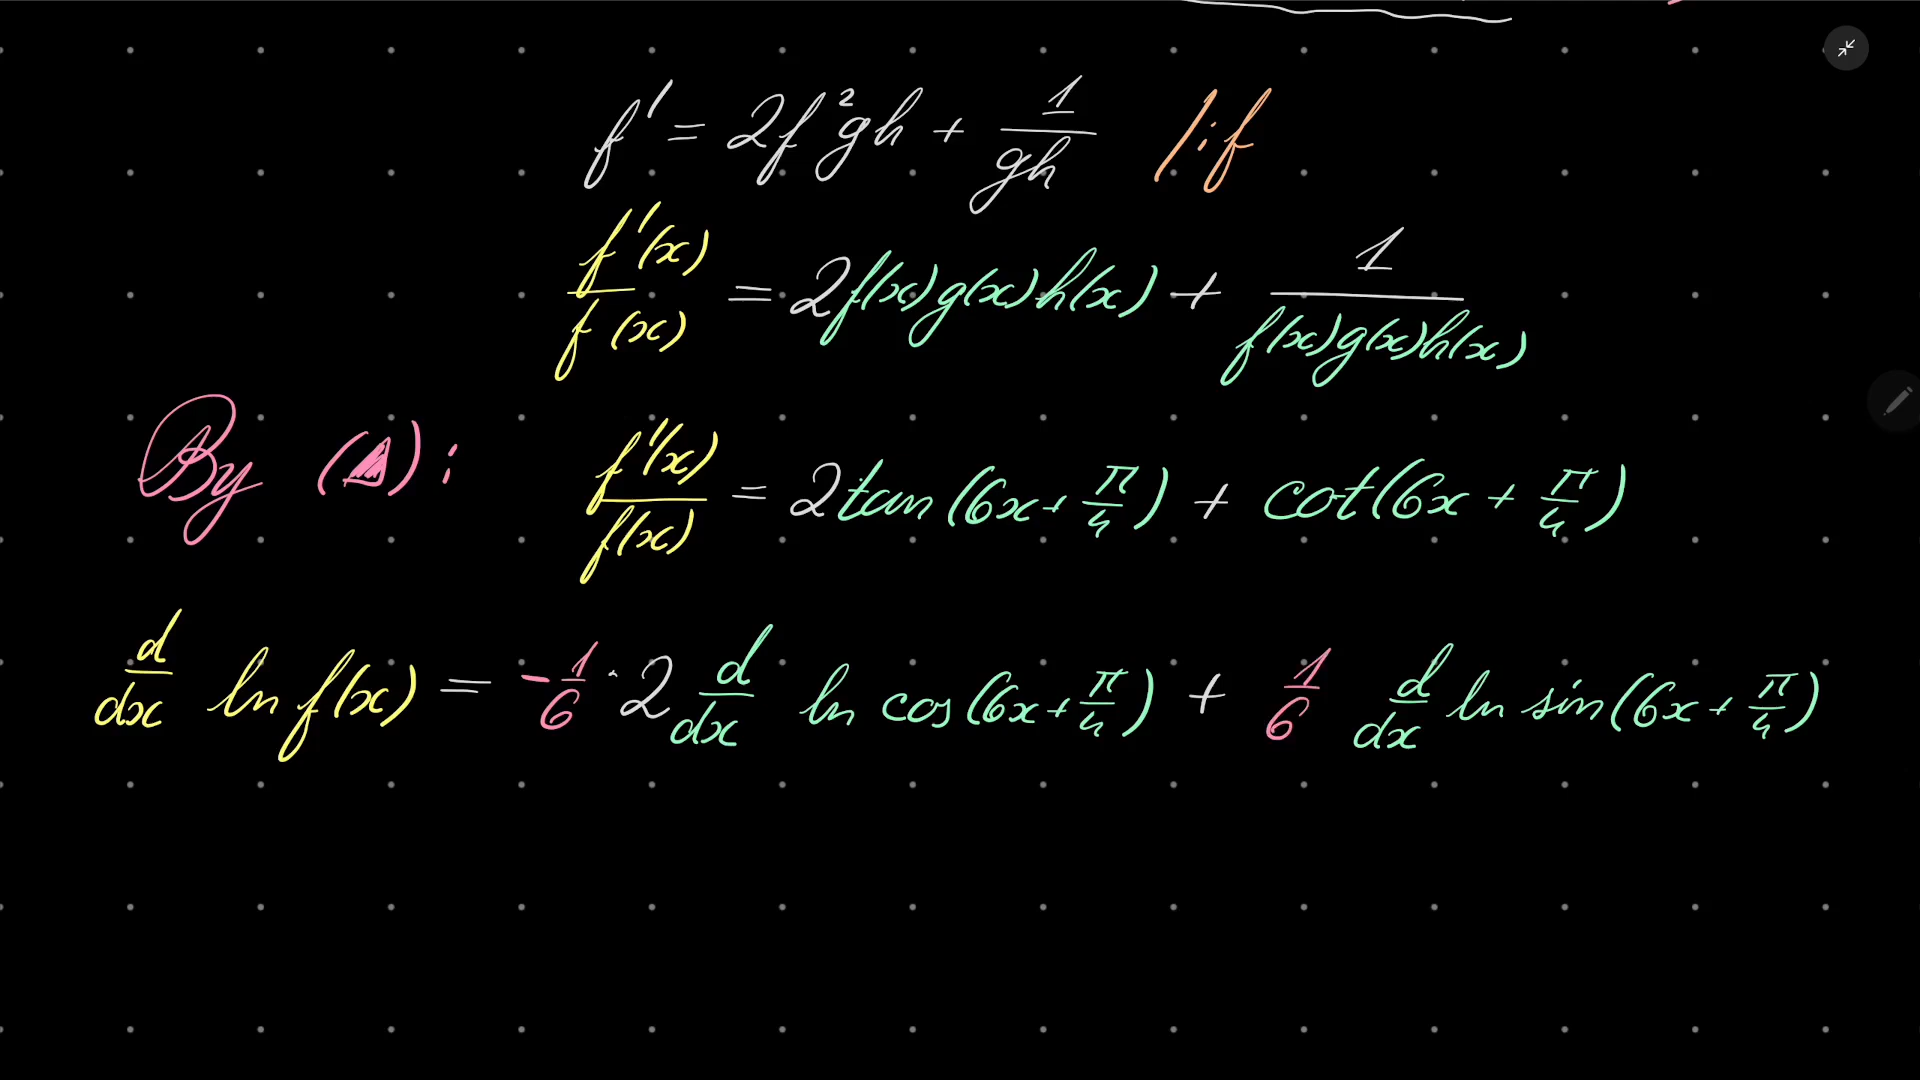 f' = 2f²gh + 1/gh /:f
f'(x)/f(x) = 2f(x)g(x)h(x) + 1/f(x)g(x)h(x)
By (▲): f'(x)/f(x) = 2tan(6x+π/4) + cot(6x+π/4)
d/dx ln f(x) = -1/6 · 2 d/dx ln cos(6x+π/4) + 1/6 d/dx ln sin(6x+π/4)